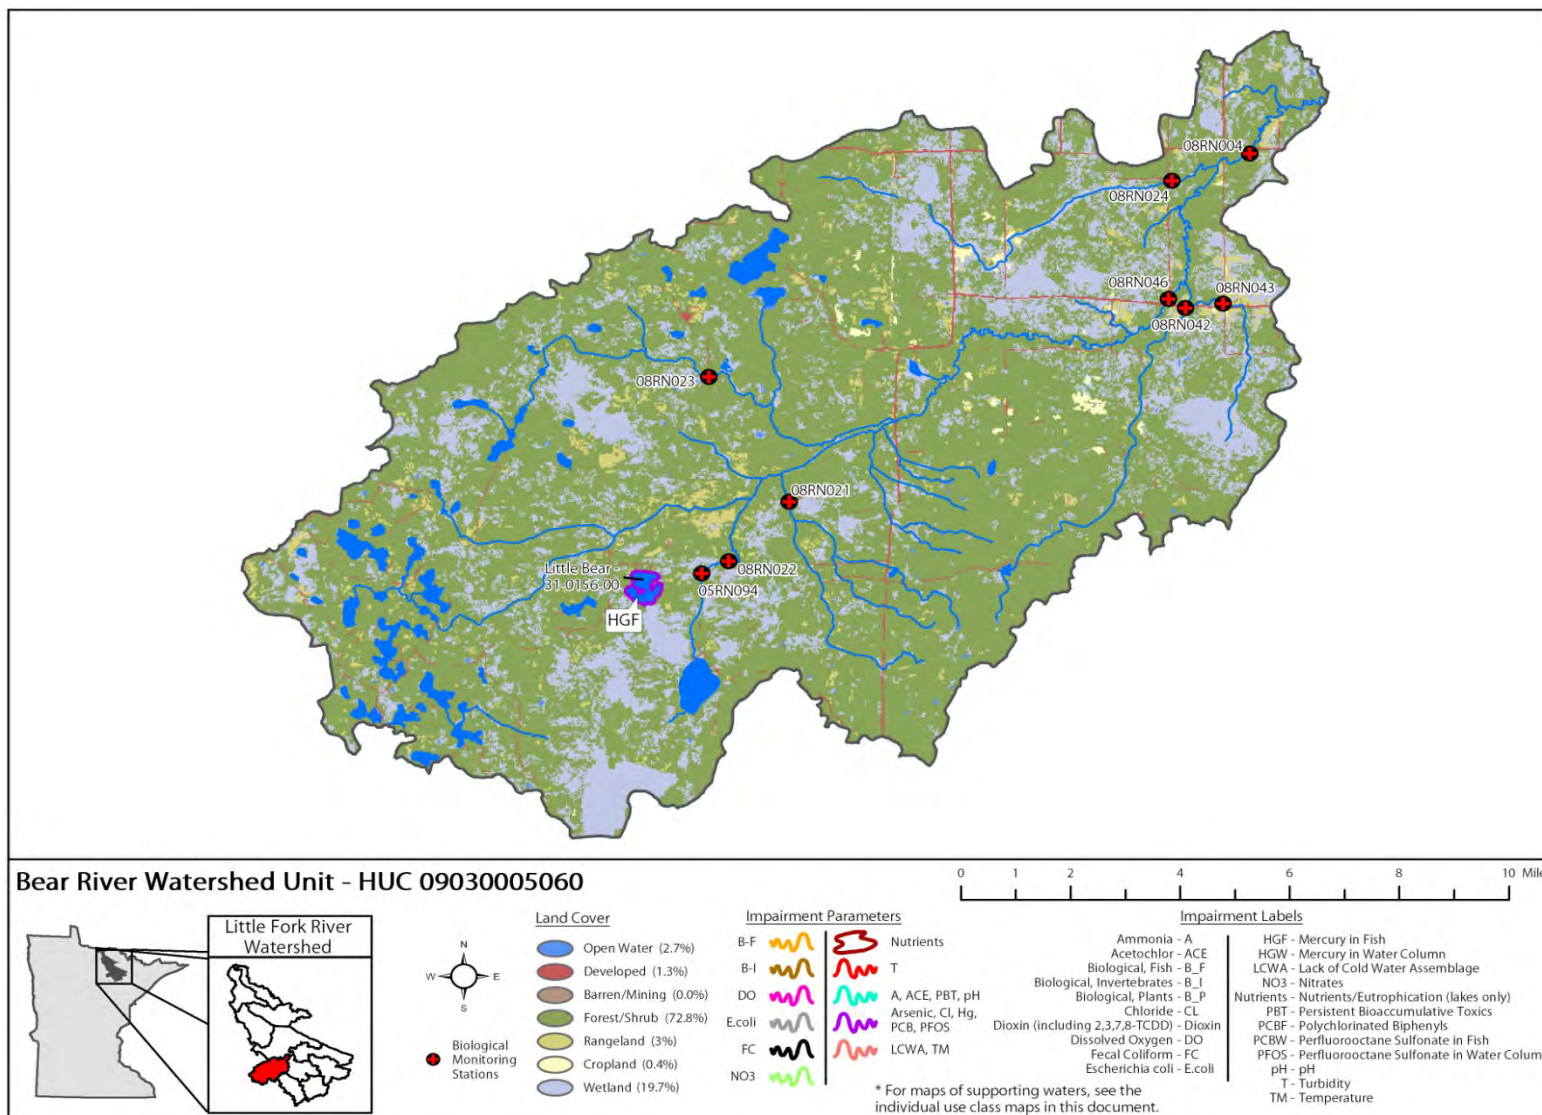 08RN004
08RN024
08RN046
08RN043
08RN042
08RN023
08RN021
08RN022
Little Bear -
31-0156-00
05RN094
HGF
Bear River Watershed Unit - HUC 09030005060
0 1 2 4 6 8 10 Mile
Little Fork River
Watershed
N
W E
S
Biological
Monitoring
Stations
Land Cover
Open Water (2.7%)
Developed (1.3%)
Barren/Mining (0.0%)
Forest/Shrub (72.8%)
Rangeland (3%)
Cropland (0.4%)
Wetland (19.7%)
Impairment Parameters
B-F
B-I
DO
E.coli
FC
NO3
Nutrients
T
A, ACE, PBT, pH
Arsenic, Cl, Hg,
PCB, PFOS
LCWA, TM
* For maps of supporting waters, see the
individual use class maps in this document.
Impairment Labels
Ammonia - A
Acetochlor - ACE
Biological, Fish - B_F
Biological, Invertebrates - B_I
Biological, Plants - B_P
Chloride - CL
Dioxin (including 2,3,7,8-TCDD) - Dioxin
Dissolved Oxygen - DO
Fecal Coliform - FC
Escherichia coli - E.coli
HGF - Mercury in Fish
HGW - Mercury in Water Column
LCWA - Lack of Cold Water Assemblage
NO3 - Nitrates
Nutrients - Nutrients/Eutrophication (lakes only)
PBT - Persistent Bioaccumulative Toxics
PCBF - Polychlorinated Biphenyls
PCBW - Perfluorooctane Sulfonate in Fish
PFOS - Perfluorooctane Sulfonate in Water Colum
pH - pH
T - Turbidity
TM - Temperature